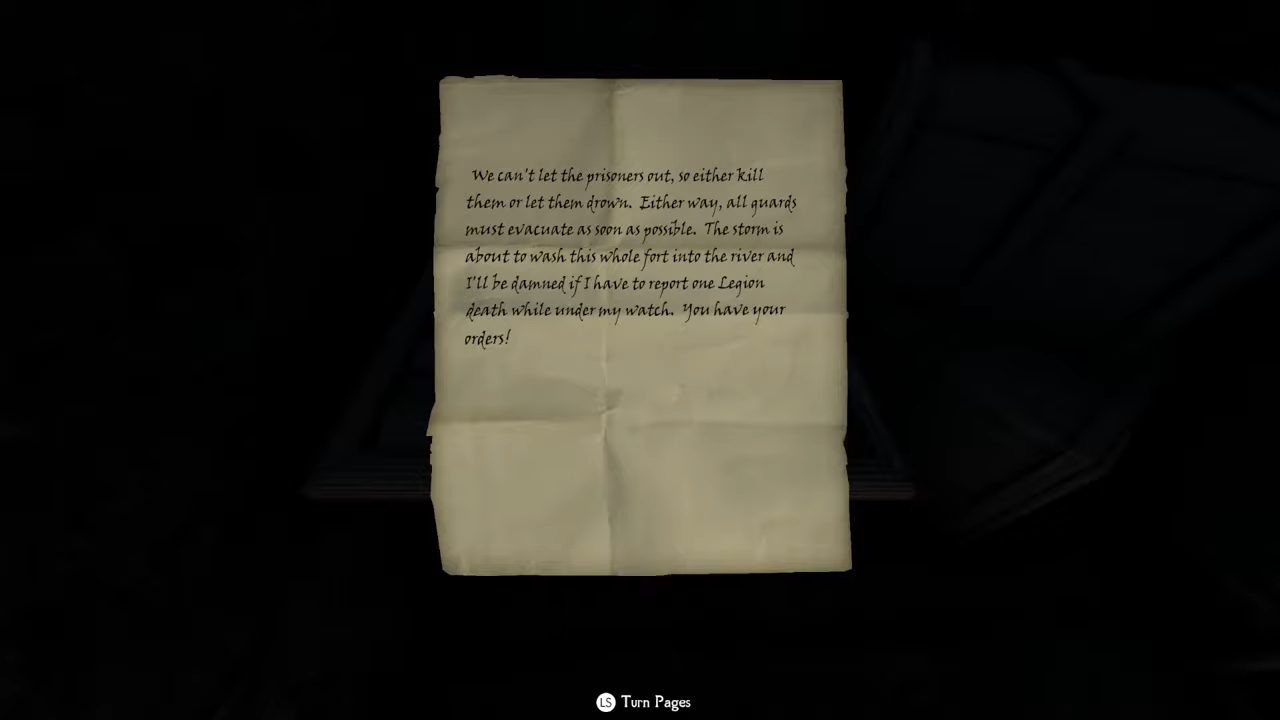 We can't let the prisoners out, so either kill
them or let them drown. Either way, all guards
must evacuate as soon as possible. The storm is
about to wash this whole fort into the river and
I'll be damned if I have to report one Legion
death while under my watch. You have your
orders!
LS Turn Pages